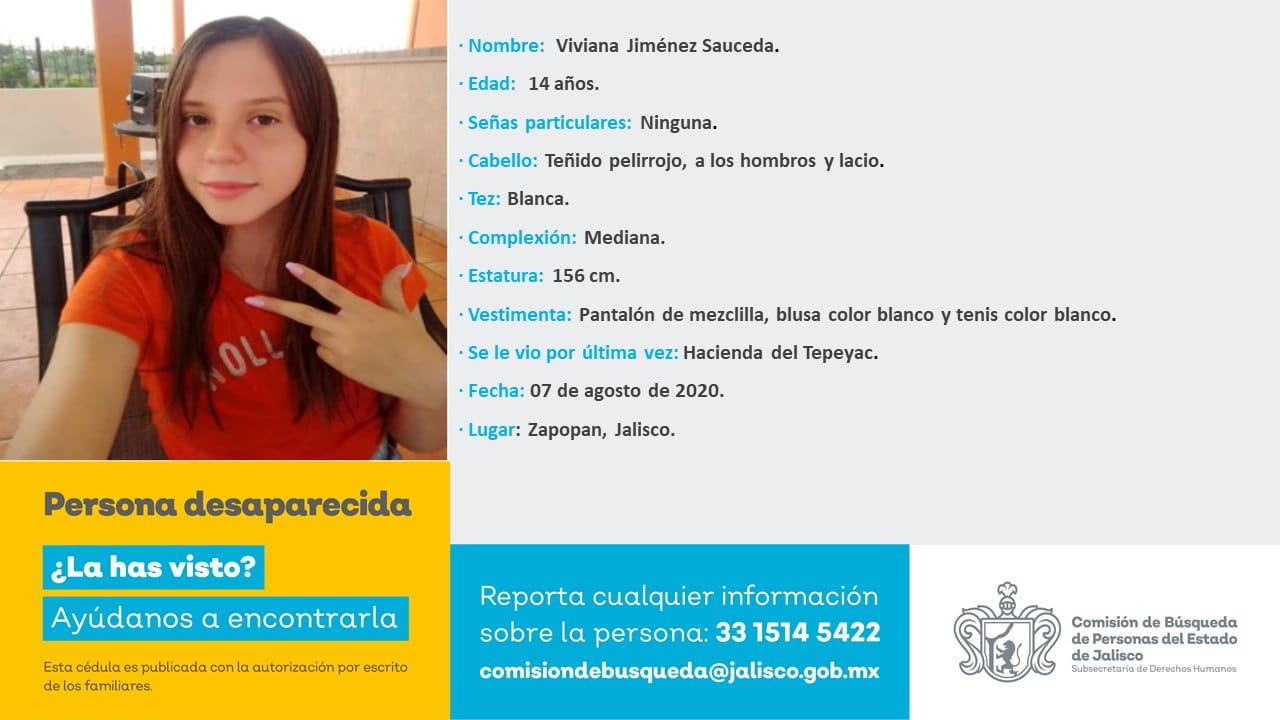 · Nombre: Viviana Jiménez Sauceda.
· Edad: 14 años.
· Señas particulares: Ninguna.
· Cabello: Teñido pelirrojo, a los hombros y lacio.
· Tez: Blanca.
· Complexión: Mediana.
· Estatura: 156 cm.
· Vestimenta: Pantalón de mezclilla, blusa color blanco y tenis color blanco.
· Se le vio por última vez: Hacienda del Tepeyac.
· Fecha: 07 de agosto de 2020.
· Lugar: Zapopan, Jalisco.
Persona desaparecida
¿La has visto?
Ayúdanos a encontrarla
Esta cédula es publicada con la autorización por escrito
de los familiares.
Reporta cualquier información
sobre la persona: 33 1514 5422
comisiondebusqueda@jalisco.gob.mx
Comisión de Búsqueda
de Personas del Estado
de Jalisco
Subsecretaría de Derechos Humanos